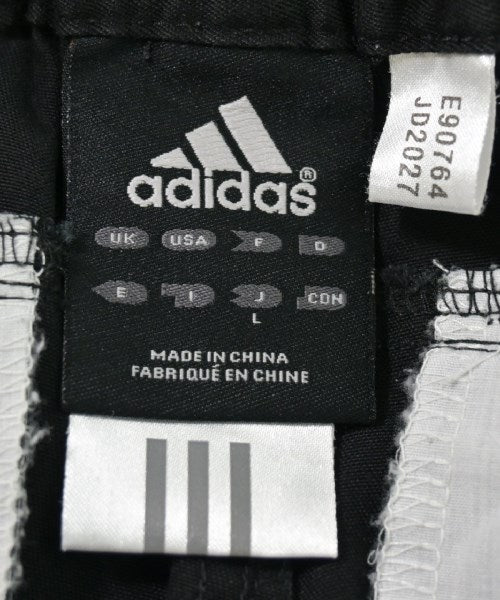 adidas®
UK USA F D
E I J CDN
L
MADE IN CHINA
FABRIQUÉ EN CHINE
E90764
JD2027